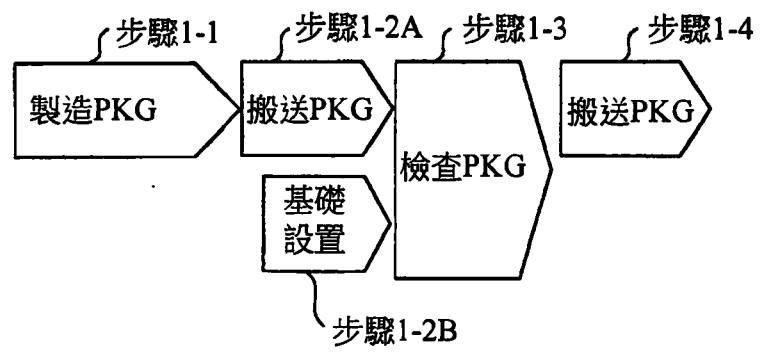 步驟1-1
步驟1-2A
步驟1-3
步驟1-4
製造PKG
搬送PKG
檢查PKG
搬送PKG
基礎
設置
步驟1-2B